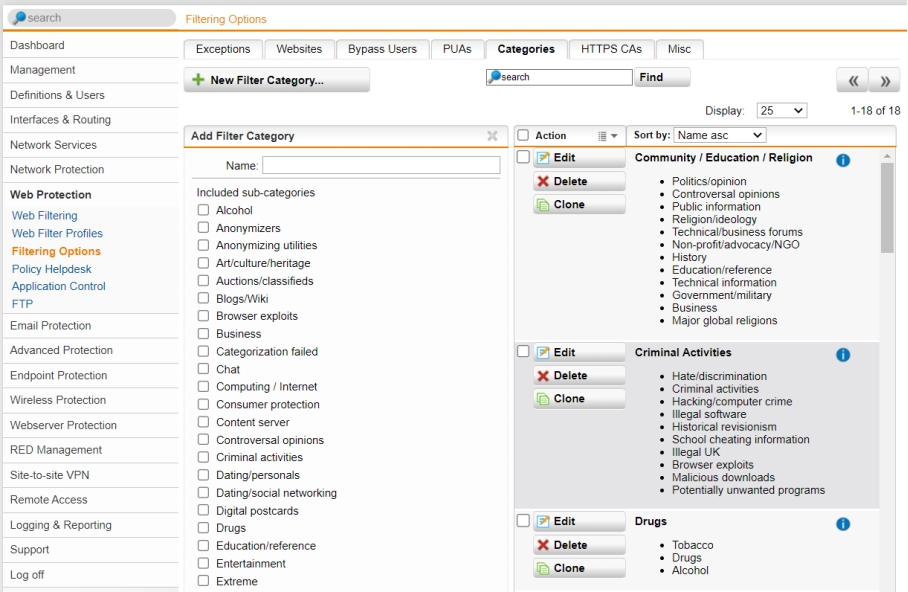 search
Filtering Options
Dashboard
Management
Definitions & Users
Interfaces & Routing
Network Services
Network Protection
Web Protection
Web Filtering
Web Filter Profiles
Filtering Options
Policy Helpdesk
Application Control
FTP
Email Protection
Advanced Protection
Endpoint Protection
Wireless Protection
Webserver Protection
RED Management
Site-to-site VPN
Remote Access
Logging & Reporting
Support
Log off
Exceptions Websites Bypass Users PUAs Categories HTTPS CAs Misc
New Filter Category... search Find « »
Display: 25 1-18 of 18
Add Filter Category
Name:
Included sub-categories
Alcohol
Anonymizers
Anonymizing utilities
Art/culture/heritage
Auctions/classifieds
Blogs/Wiki
Browser exploits
Business
Categorization failed
Chat
Computing / Internet
Consumer protection
Content server
Controversal opinions
Criminal activities
Dating/personals
Dating/social networking
Digital postcards
Drugs
Education/reference
Entertainment
Extreme
Action Sort by: Name asc
Edit
Delete
Clone
Community / Education / Religion
Politics/opinion
Controversal opinions
Public information
Religion/ideology
Technical/business forums
Non-profit/advocacy/NGO
History
Education/reference
Technical information
Government/military
Business
Major global religions
Edit
Delete
Clone
Criminal Activities
Hate/discrimination
Criminal activities
Hacking/computer crime
Illegal software
Historical revisionism
School cheating information
Illegal UK
Browser exploits
Malicious downloads
Potentially unwanted programs
Edit
Delete
Clone
Drugs
Tobacco
Drugs
Alcohol